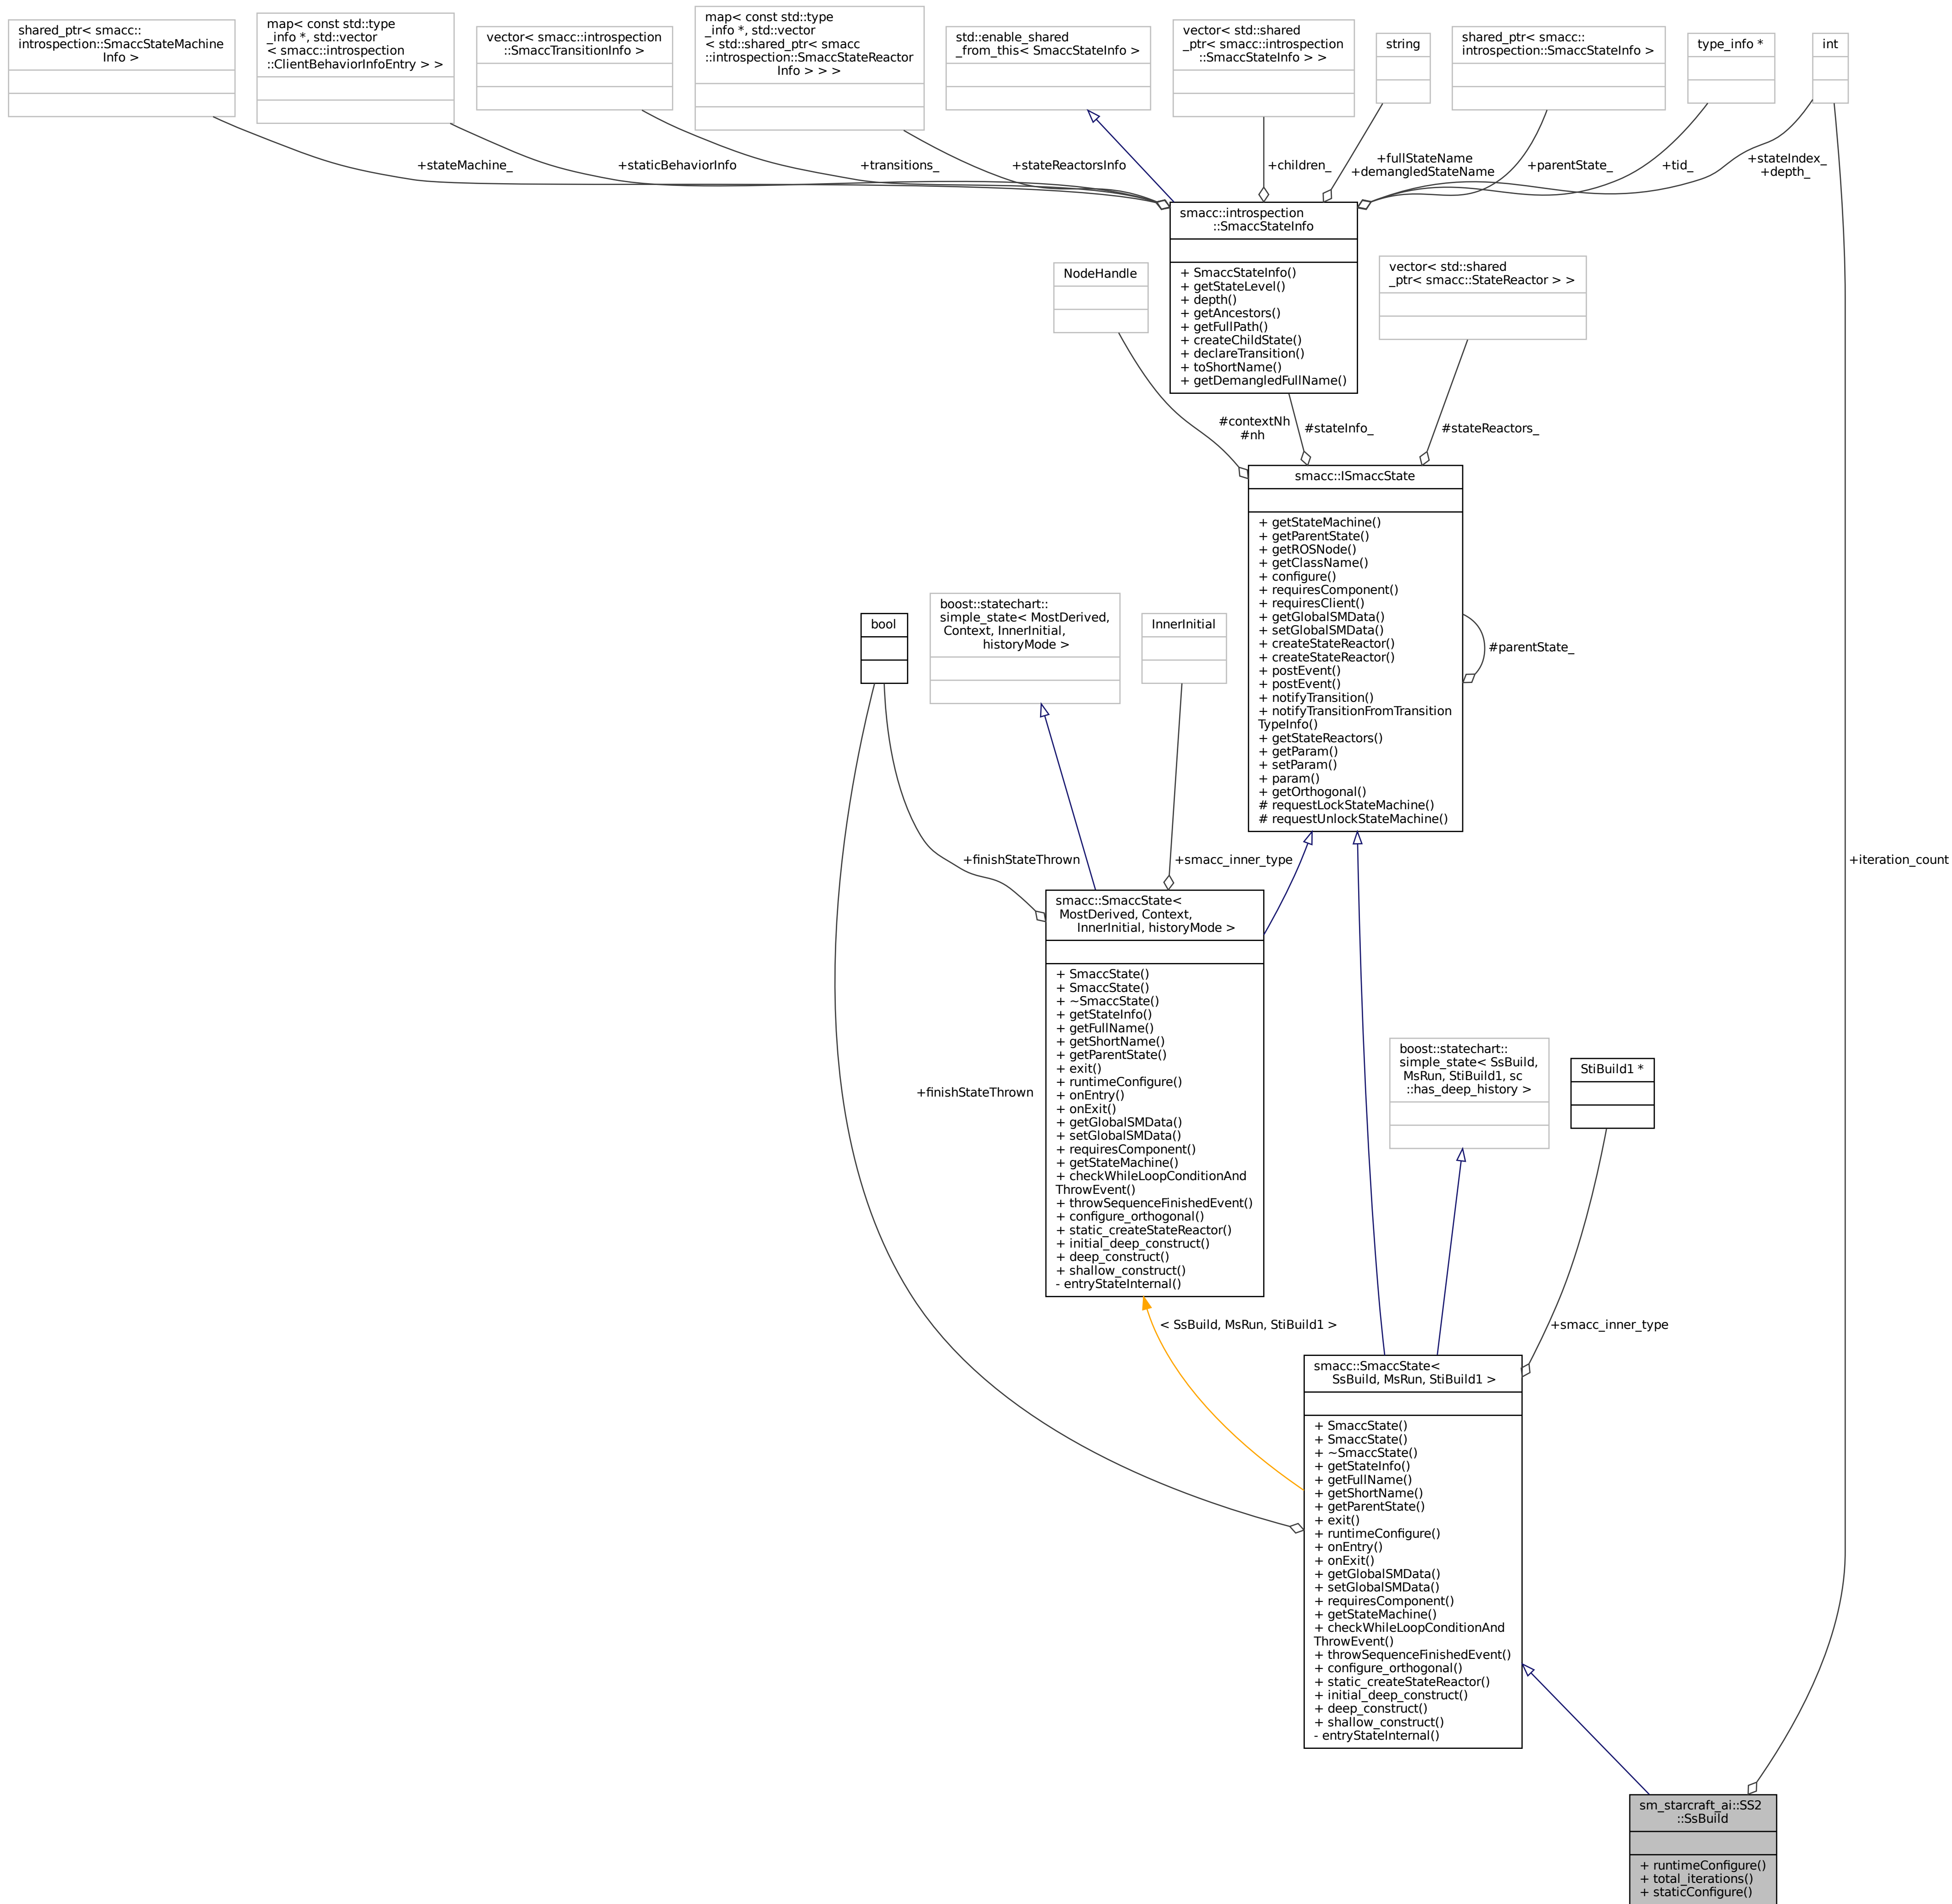 shared_ptr< smacc::
introspection::SmaccStateMachine
Info >
map< const std::type
_info *, std::vector
< smacc::introspection
::ClientBehaviorInfoEntry > >
vector< smacc::introspection
::SmaccTransitionInfo >
map< const std::type
_info *, std::vector
< std::shared_ptr< smacc
::introspection::SmaccStateReactor
Info > > >
std::enable_shared
_from_this< SmaccStateInfo >
vector< std::shared
_ptr< smacc::introspection
::SmaccStateInfo > >
string
shared_ptr< smacc::
introspection::SmaccStateInfo >
type_info *
int
+stateMachine_
+staticBehaviorInfo
+transitions_
+stateReactorsInfo
+children_
+fullStateName
+demangledStateName
+parentState_
+tid_
+stateIndex_
+depth_
smacc::introspection
::SmaccStateInfo
+ SmaccStateInfo()
+ getStateLevel()
+ depth()
+ getAncestors()
+ getFullPath()
+ createChildState()
+ declareTransition()
+ toShortName()
+ getDemangledFullName()
NodeHandle
vector< std::shared
_ptr< smacc::StateReactor > >
#contextNh
#nh
#stateInfo_
#stateReactors_
smacc::ISmaccState
+ getStateMachine()
+ getParentState()
+ getROSNode()
+ getClassName()
+ configure()
+ requiresComponent()
+ requiresClient()
+ getGlobalSMData()
+ setGlobalSMData()
+ createStateReactor()
+ createStateReactor()
+ postEvent()
+ postEvent()
+ notifyTransition()
+ notifyTransitionFromTransition
TypeInfo()
+ getStateReactors()
+ getParam()
+ setParam()
+ param()
+ getOrthogonal()
# requestLockStateMachine()
# requestUnlockStateMachine()
#parentState_
bool
boost::statechart::
simple_state< MostDerived,
Context, InnerInitial,
historyMode >
InnerInitial
+finishStateThrown
+smacc_inner_type
+iteration_count
smacc::SmaccState<
MostDerived, Context,
InnerInitial, historyMode >
+ SmaccState()
+ SmaccState()
+ ~SmaccState()
+ getStateInfo()
+ getFullName()
+ getShortName()
+ getParentState()
+ exit()
+ runtimeConfigure()
+ onEntry()
+ onExit()
+ getGlobalSMData()
+ setGlobalSMData()
+ requiresComponent()
+ getStateMachine()
+ checkWhileLoopConditionAnd
ThrowEvent()
+ throwSequenceFinishedEvent()
+ configure_orthogonal()
+ static_createStateReactor()
+ initial_deep_construct()
+ deep_construct()
+ shallow_construct()
- entryStateInternal()
+finishStateThrown
boost::statechart::
simple_state< SsBuild,
MsRun, StiBuild1, sc
::has_deep_history >
StiBuild1 *
< SsBuild, MsRun, StiBuild1 >
+smacc_inner_type
smacc::SmaccState<
SsBuild, MsRun, StiBuild1 >
+ SmaccState()
+ SmaccState()
+ ~SmaccState()
+ getStateInfo()
+ getFullName()
+ getShortName()
+ getParentState()
+ exit()
+ runtimeConfigure()
+ onEntry()
+ onExit()
+ getGlobalSMData()
+ setGlobalSMData()
+ requiresComponent()
+ getStateMachine()
+ checkWhileLoopConditionAnd
ThrowEvent()
+ throwSequenceFinishedEvent()
+ configure_orthogonal()
+ static_createStateReactor()
+ initial_deep_construct()
+ deep_construct()
+ shallow_construct()
- entryStateInternal()
sm_starcraft_ai::SS2
::SsBuild
+ runtimeConfigure()
+ total_iterations()
+ staticConfigure()